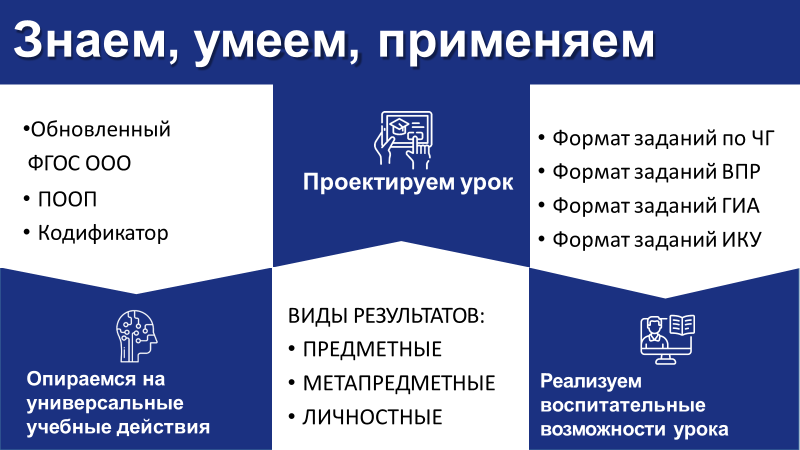 Знаем, умеем, применяем
•Обновленный
ФГОС ООО
• ПООП
• Кодификатор
Опираемся на
универсальные
учебные действия
Проектируем урок
ВИДЫ РЕЗУЛЬТАТОВ:
• ПРЕДМЕТНЫЕ
• МЕТАПРЕДМЕТНЫЕ
• ЛИЧНОСТНЫЕ
• Формат заданий по ЧГ
• Формат заданий ВПР
• Формат заданий ГИА
• Формат заданий ИКУ
Реализуем
воспитательные
возможности урока